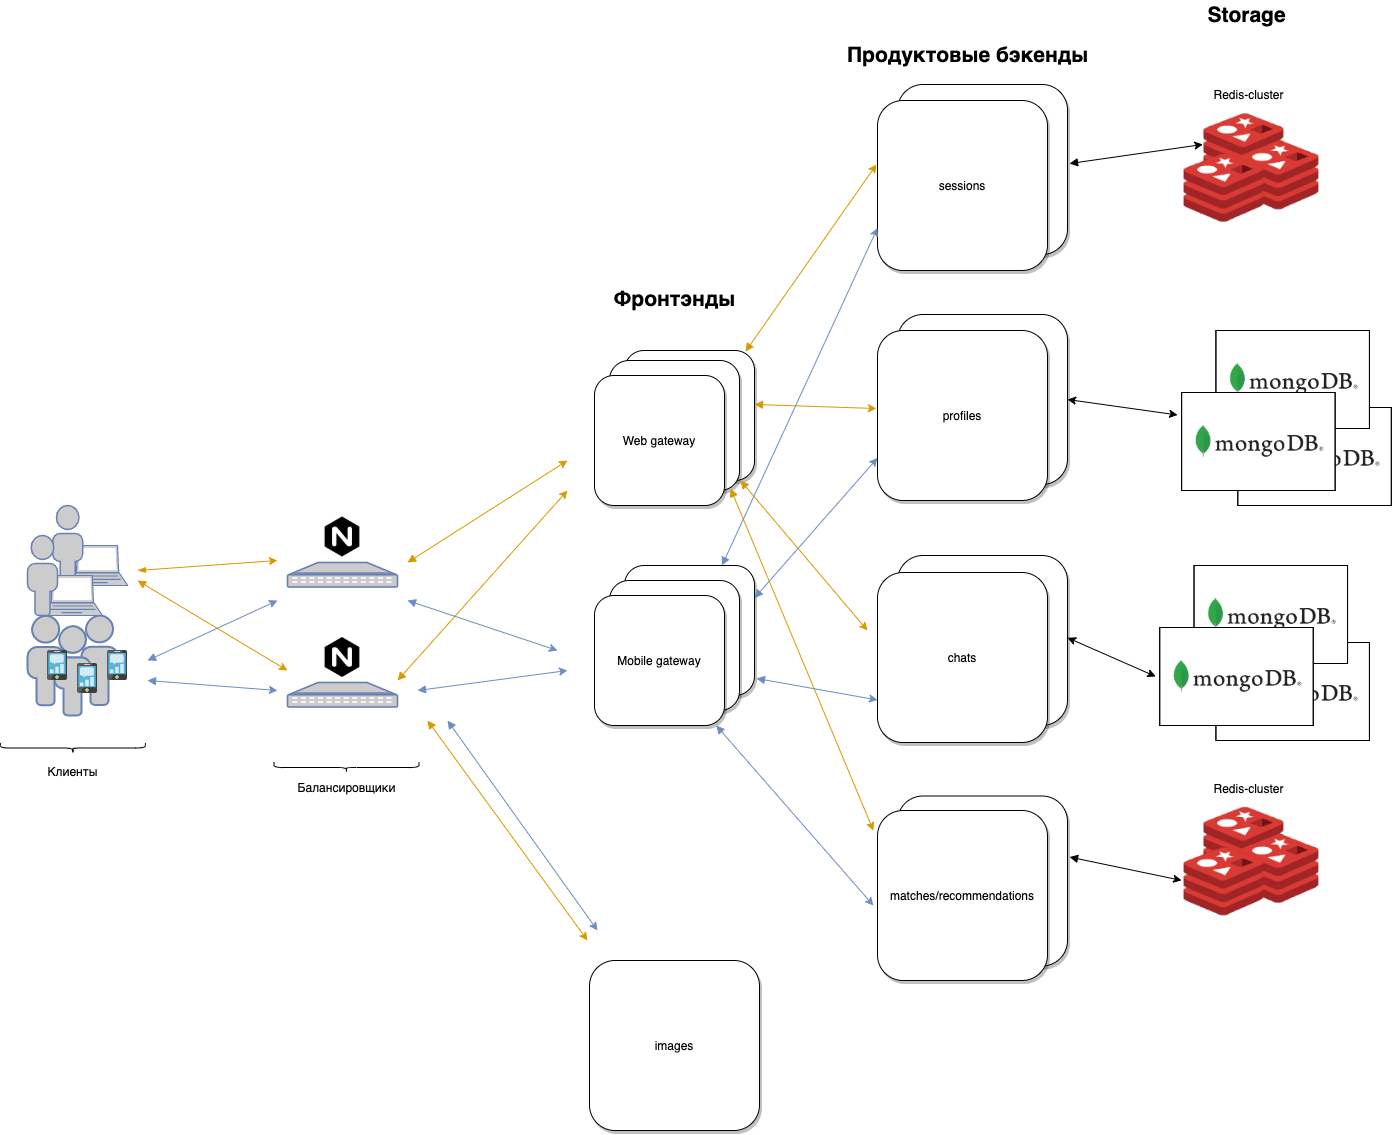 Storage
Продуктовые бэкенды
Redis-cluster
sessions
Фронтэнды
mongoDB®
Web gateway
profiles
mongoDB®
DB®
N
mongoDB®
N
Mobile gateway
chats
mongoDB®
DB®
Клиенты
Балансировщики
Redis-cluster
matches/recommendations
images